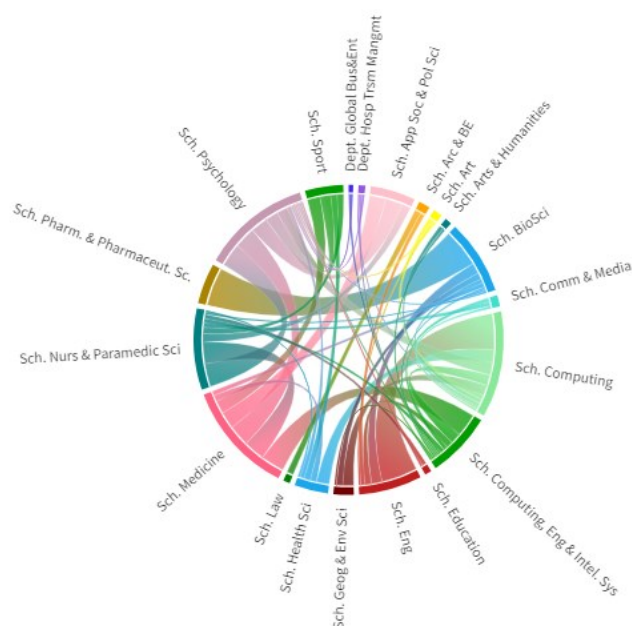 Dept. Global Bus&Ent
Dept. Hosp Trsm Mangmt
Sch. App Soc & Pol Sci
Sch. Arc & BE
Sch. Art
Sch. Arts & Humanities
Sch. BioSci
Sch. Comm & Media
Sch. Computing
Sch. Computing, Eng & Intel. Sys
Sch. Education
Sch. Eng
Sch. Geog & Env Sci
Sch. Health Sci
Sch. Law
Sch. Medicine
Sch. Nurs & Paramedic Sci
Sch. Pharm. & Pharmaceut. Sc.
Sch. Psychology
Sch. Sport